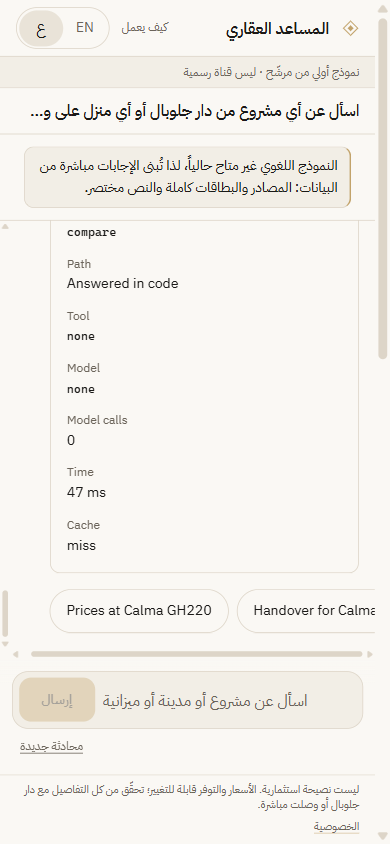 المساعد العقاري
كيف يعمل
EN
ع
نموذج أولي من مرشّح · ليس قناة رسمية
اسأل عن أي مشروع من دار جلوبال أو أي منزل على و...
النموذج اللغوي غير متاح حالياً، لذا تُبنى الإجابات مباشرة من
البيانات: المصادر والبطاقات كاملة والنص مختصر.
compare
Path
Answered in code
Tool
none
Model
none
Model calls
0
Time
47 ms
Cache
miss
Prices at Calma GH220
Handover for Calma
اسأل عن مشروع أو مدينة أو ميزانية
إرسال
محادثة جديدة
ليست نصيحة استثمارية. الأسعار والتوفر قابلة للتغيير؛ تحقّق من كل التفاصيل مع دار
جلوبال أو وصلت مباشرة.
الخصوصية